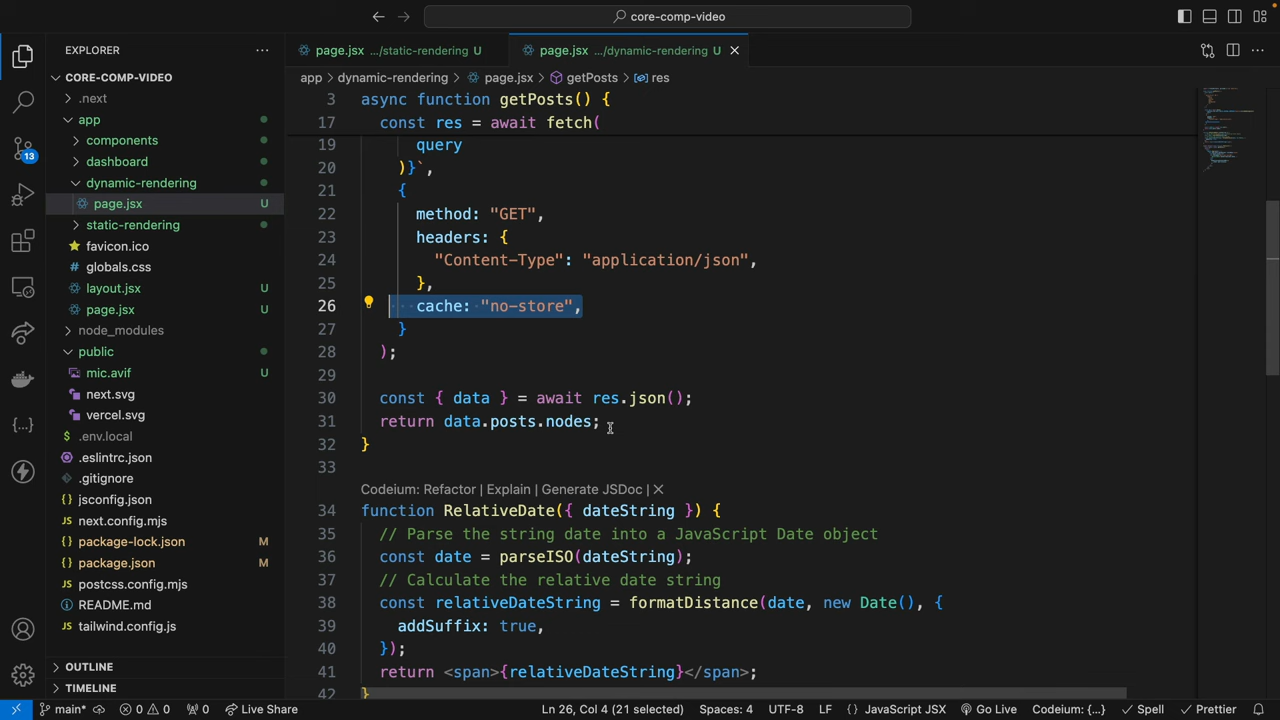 core-comp-video
EXPLORER
page.jsx .../static-rendering U
page.jsx .../dynamic-rendering U
app > dynamic-rendering > page.jsx > getPosts > res
CORE-COMP-VIDEO
.next
app
components
dashboard
dynamic-rendering
page.jsx U
static-rendering
favicon.ico
# globals.css
layout.jsx U
page.jsx U
node_modules
public
mic.avif U
next.svg
vercel.svg
.env.local
.eslintrc.json
.gitignore
{} jsconfig.json
JS next.config.mjs
{} package-lock.json M
{} package.json M
JS postcss.config.mjs
README.md
JS tailwind.config.js
OUTLINE
TIMELINE
13
3 async function getPosts() {
17 const res = await fetch(
19 query
20 )}`,
21 {
22 method: "GET",
23 headers: {
24 "Content-Type": "application/json",
25 },
26 cache: "no-store",
27 }
28 );
29
30 const { data } = await res.json();
31 return data.posts.nodes;
32 }
33
Codeium: Refactor | Explain | Generate JSDoc | ✕
34 function RelativeDate({ dateString }) {
35 // Parse the string date into a JavaScript Date object
36 const date = parseISO(dateString);
37 // Calculate the relative date string
38 const relativeDateString = formatDistance(date, new Date(), {
39 addSuffix: true,
40 });
41 return <span>{relativeDateString}</span>;
42 }
main* 0 0 0 Live Share Ln 26, Col 4 (21 selected) Spaces: 4 UTF-8 LF {} JavaScript JSX Go Live Codeium: {...} Spell Prettier